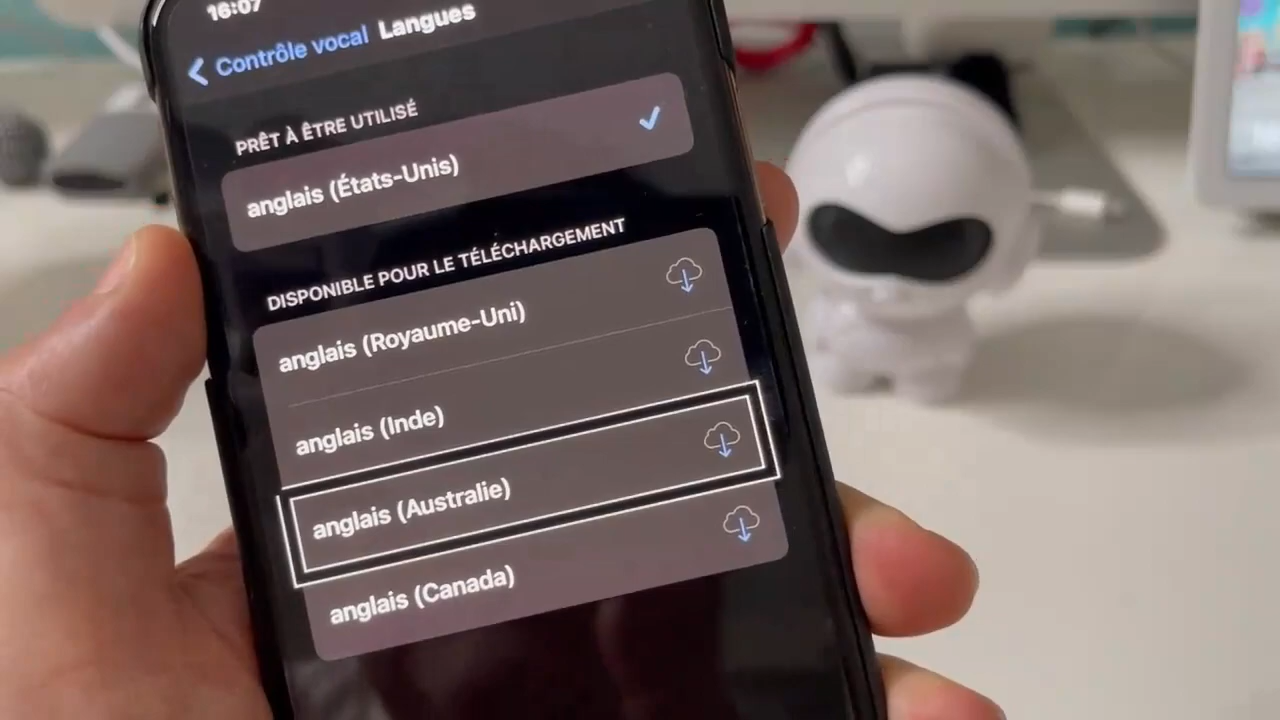 16:07
Contrôle vocal Langues
PRÊT À ÊTRE UTILISÉ
anglais (États-Unis)
DISPONIBLE POUR LE TÉLÉCHARGEMENT
anglais (Royaume-Uni)
anglais (Inde)
anglais (Australie)
anglais (Canada)